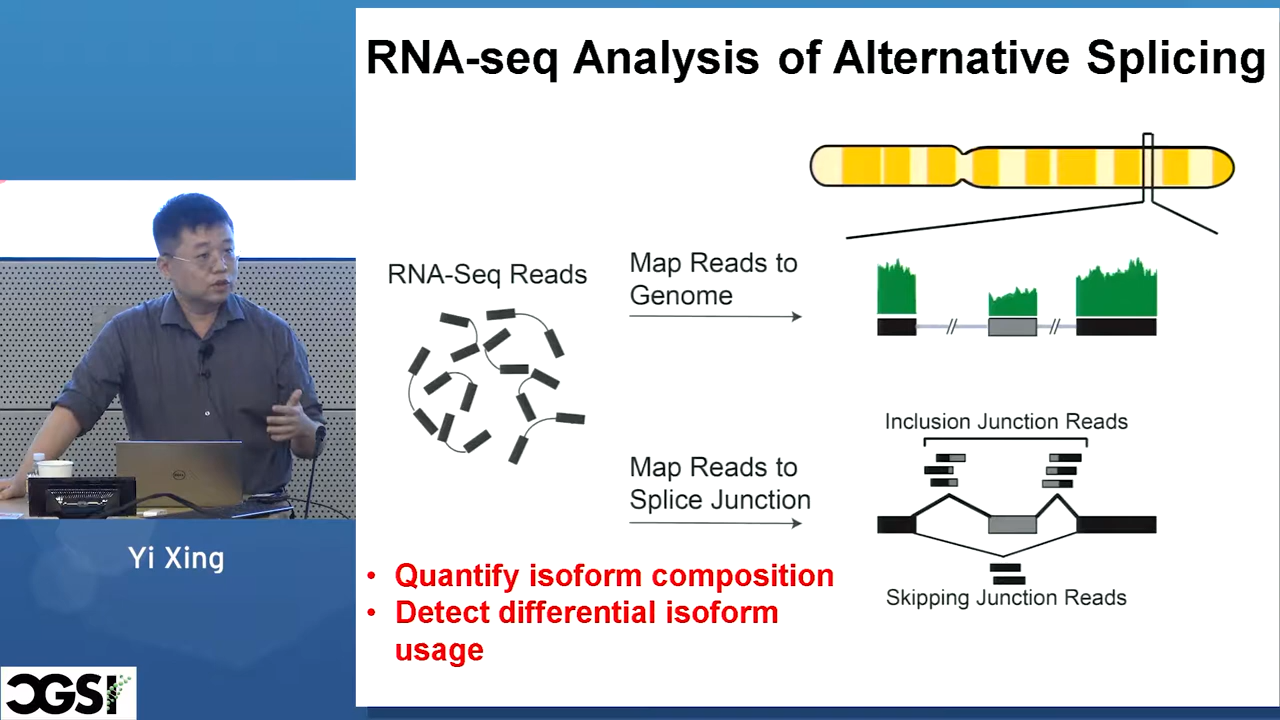 RNA-seq Analysis of Alternative Splicing
RNA-Seq Reads
Map Reads to
Genome
Map Reads to
Splice Junction
Inclusion Junction Reads
Skipping Junction Reads
• Quantify isoform composition
• Detect differential isoform
usage
Yi Xing
CGSI